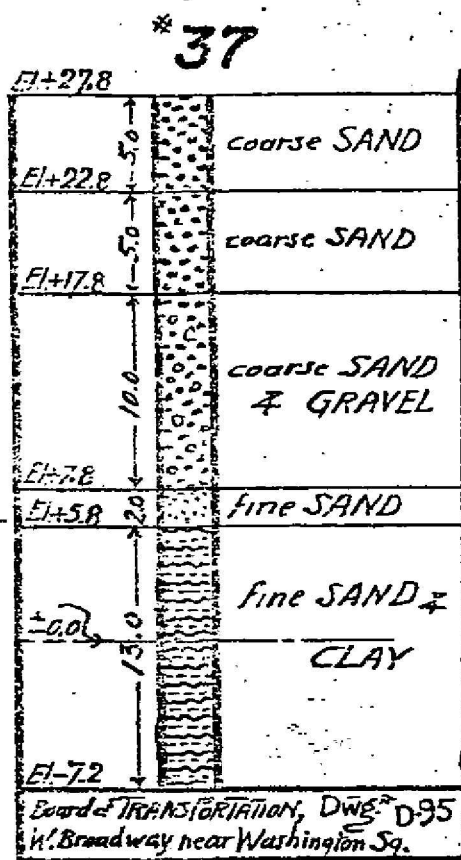 #37
El+27.8
5.0
coarse SAND
El+22.8
5.0
coarse SAND
El+17.8
10.0
coarse SAND
& GRAVEL
El+7.8
2.0
fine SAND
El+5.8
13.0
fine SAND &
CLAY
±0.0
El-7.2
Board of TRANSPORTATION, Dwg.# D-95
W. Broadway near Washington Sq.